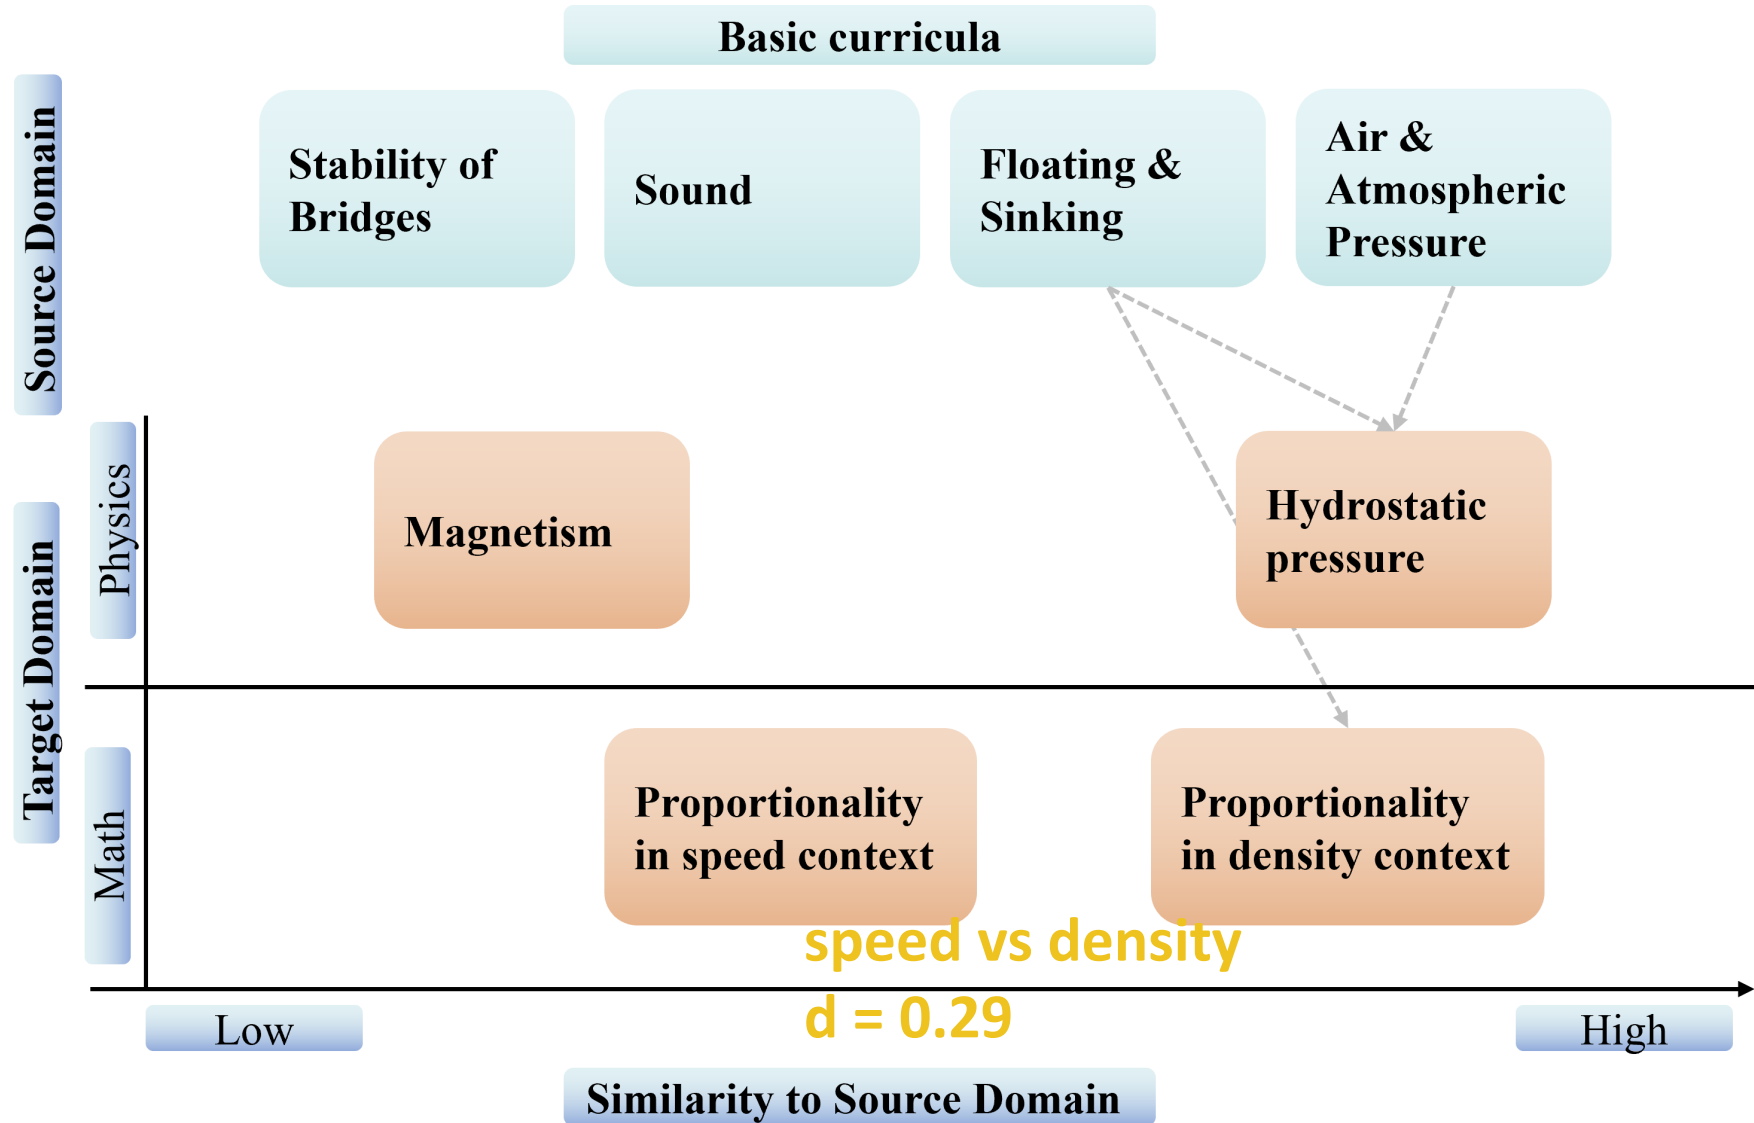 Basic curricula
Source Domain
Stability of
Bridges
Sound
Floating &
Sinking
Air &
Atmospheric
Pressure
Target Domain
Physics
Magnetism
Hydrostatic
pressure
Math
Proportionality
in speed context
Proportionality
in density context
speed vs density
d = 0.29
Low
High
Similarity to Source Domain